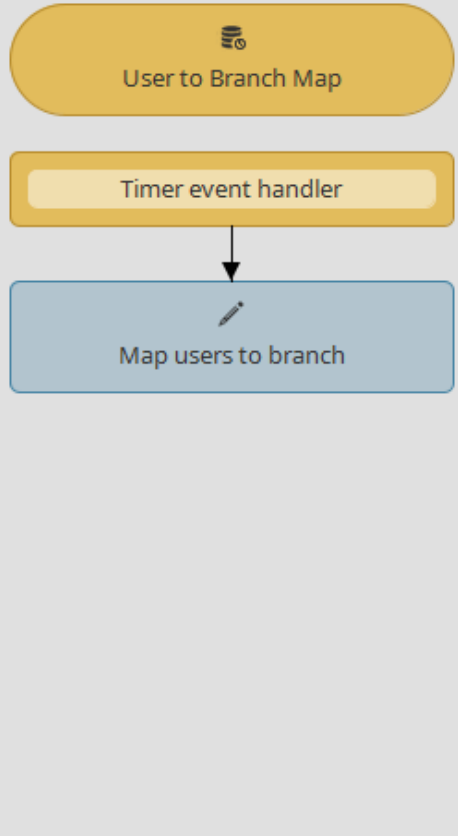 User to Branch Map
Timer event handler
Map users to branch